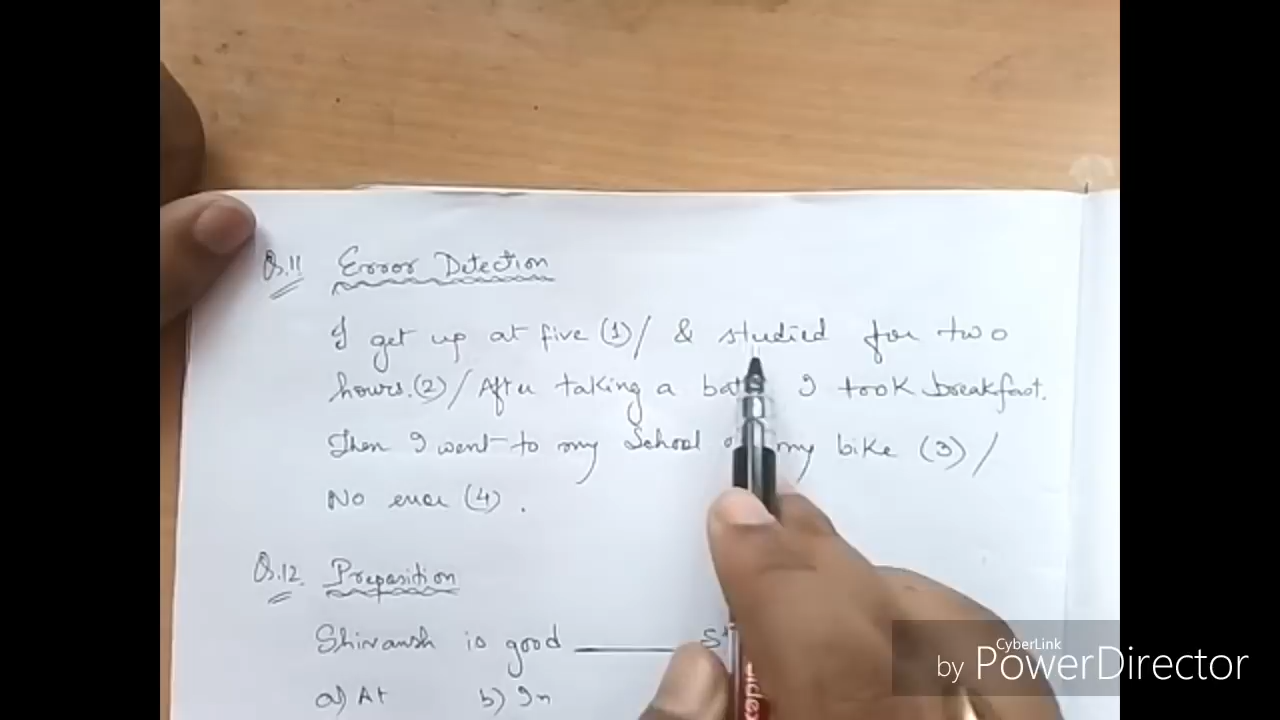 Q.11 Error Detection
I get up at five (1)/ & studied for two
hours.(2)/ After taking a bath I took breakfast.
Then I went to my School my bike (3)/
No error (4).
Q.12. Preposition
Shivansh is good ______
a) At b) In
CyberLink
by PowerDirector